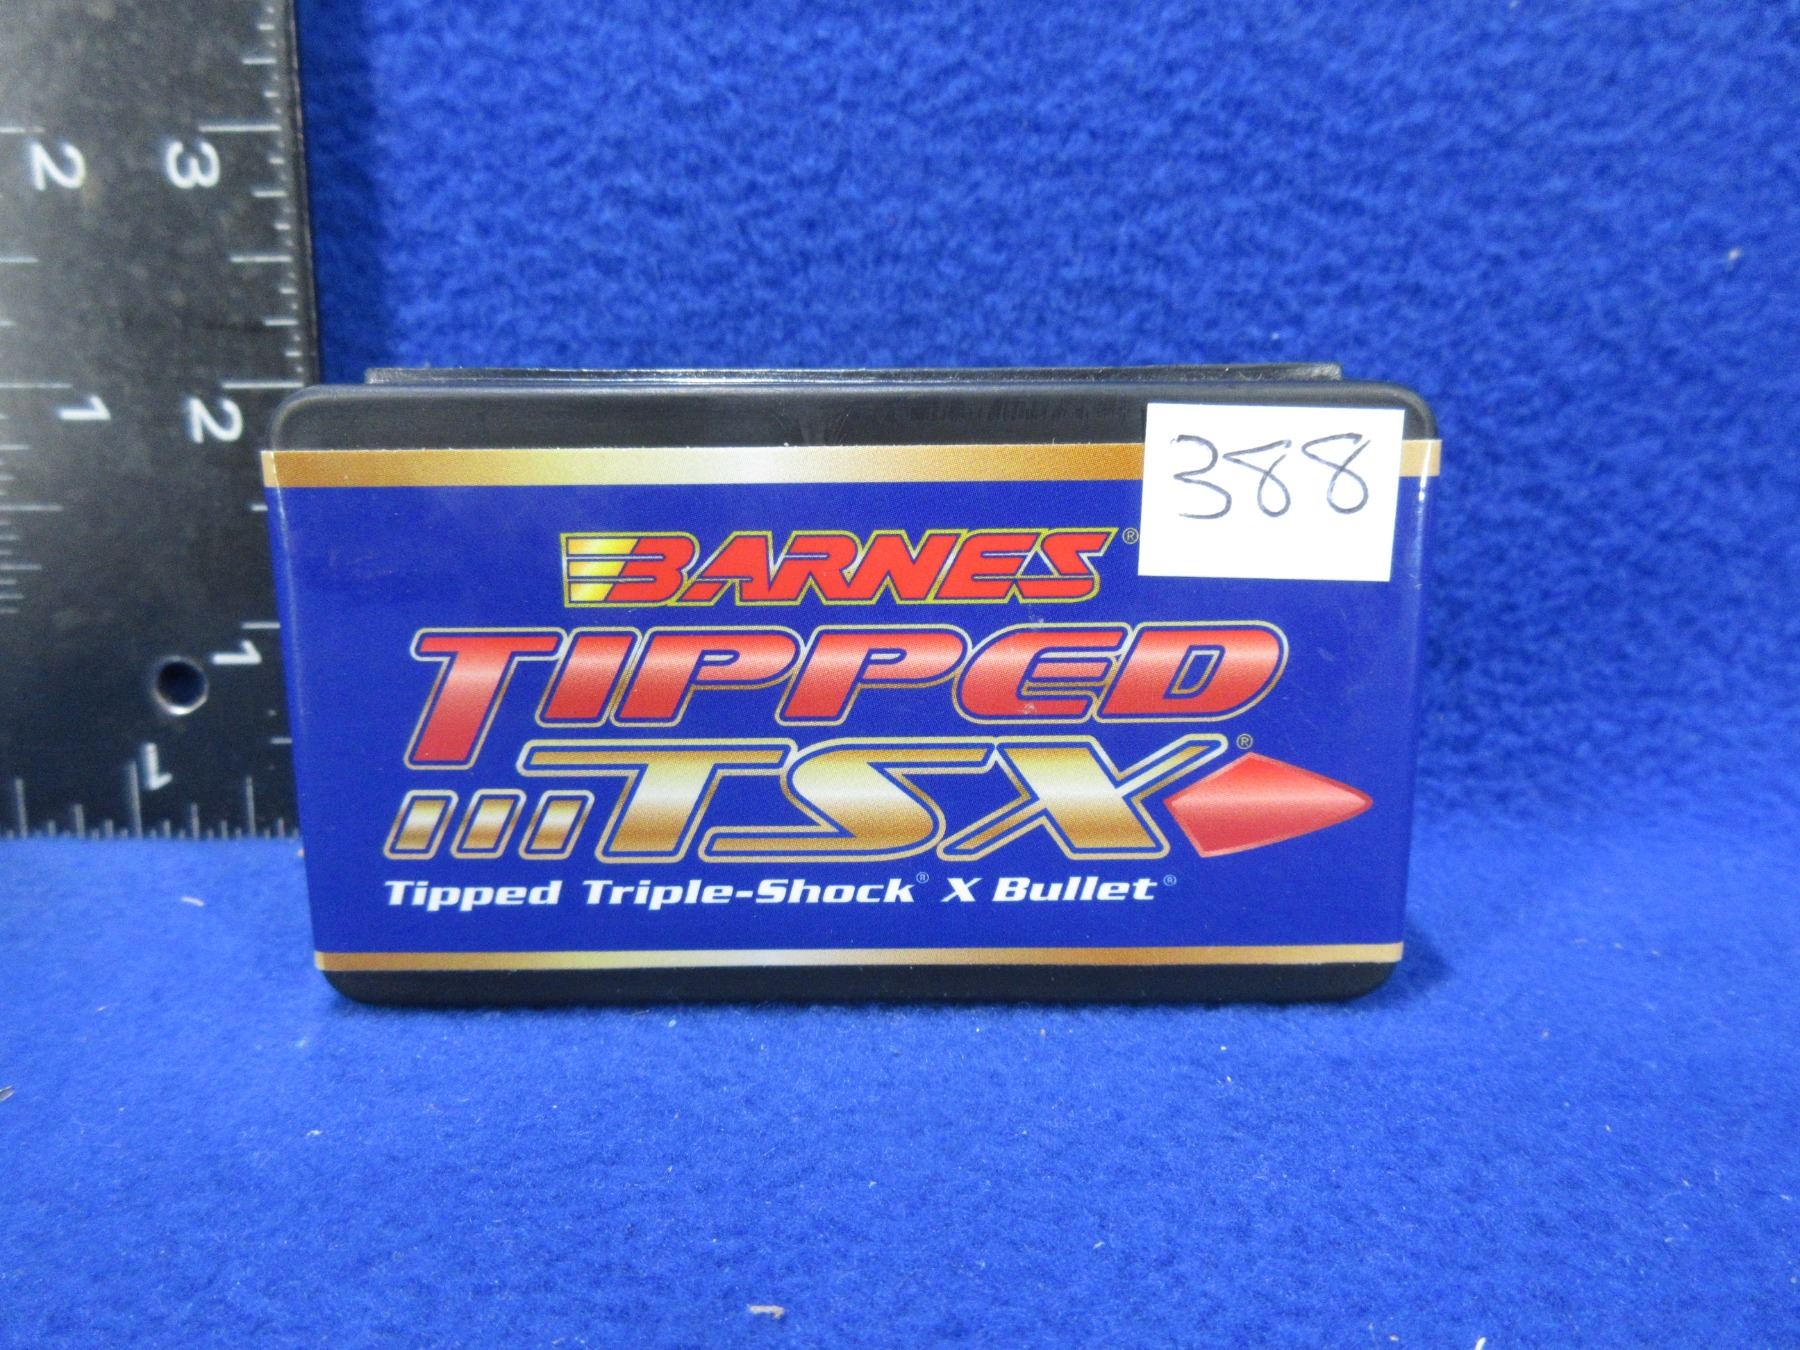 2 3
1 2
1
1
388
BARNES®
TIPPED
TSX®
Tipped Triple-Shock® X Bullet®